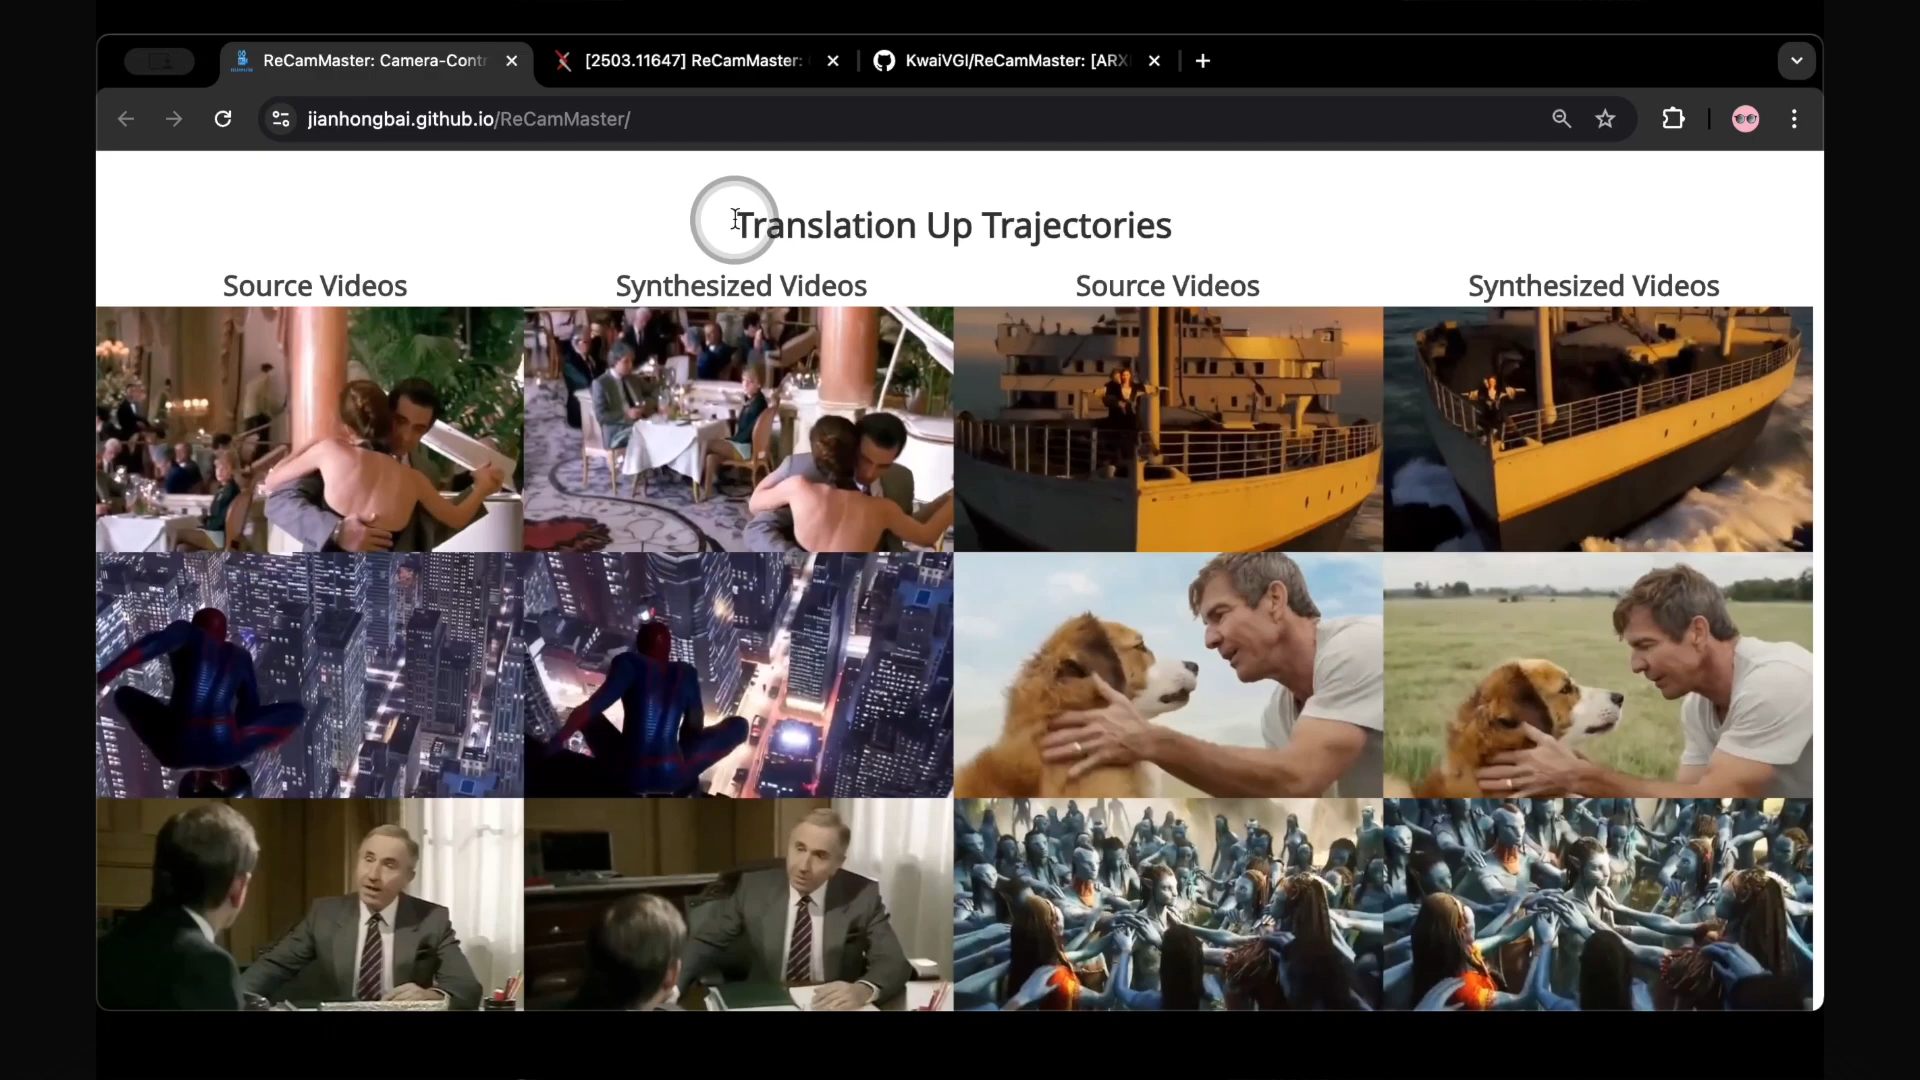 ReCamMaster: Camera-Contr
[2503.11647] ReCamMaster:
KwaiVGI/ReCamMaster: [ARX
jianhongbai.github.io/ReCamMaster/
Translation Up Trajectories
Source Videos Synthesized Videos Source Videos Synthesized Videos